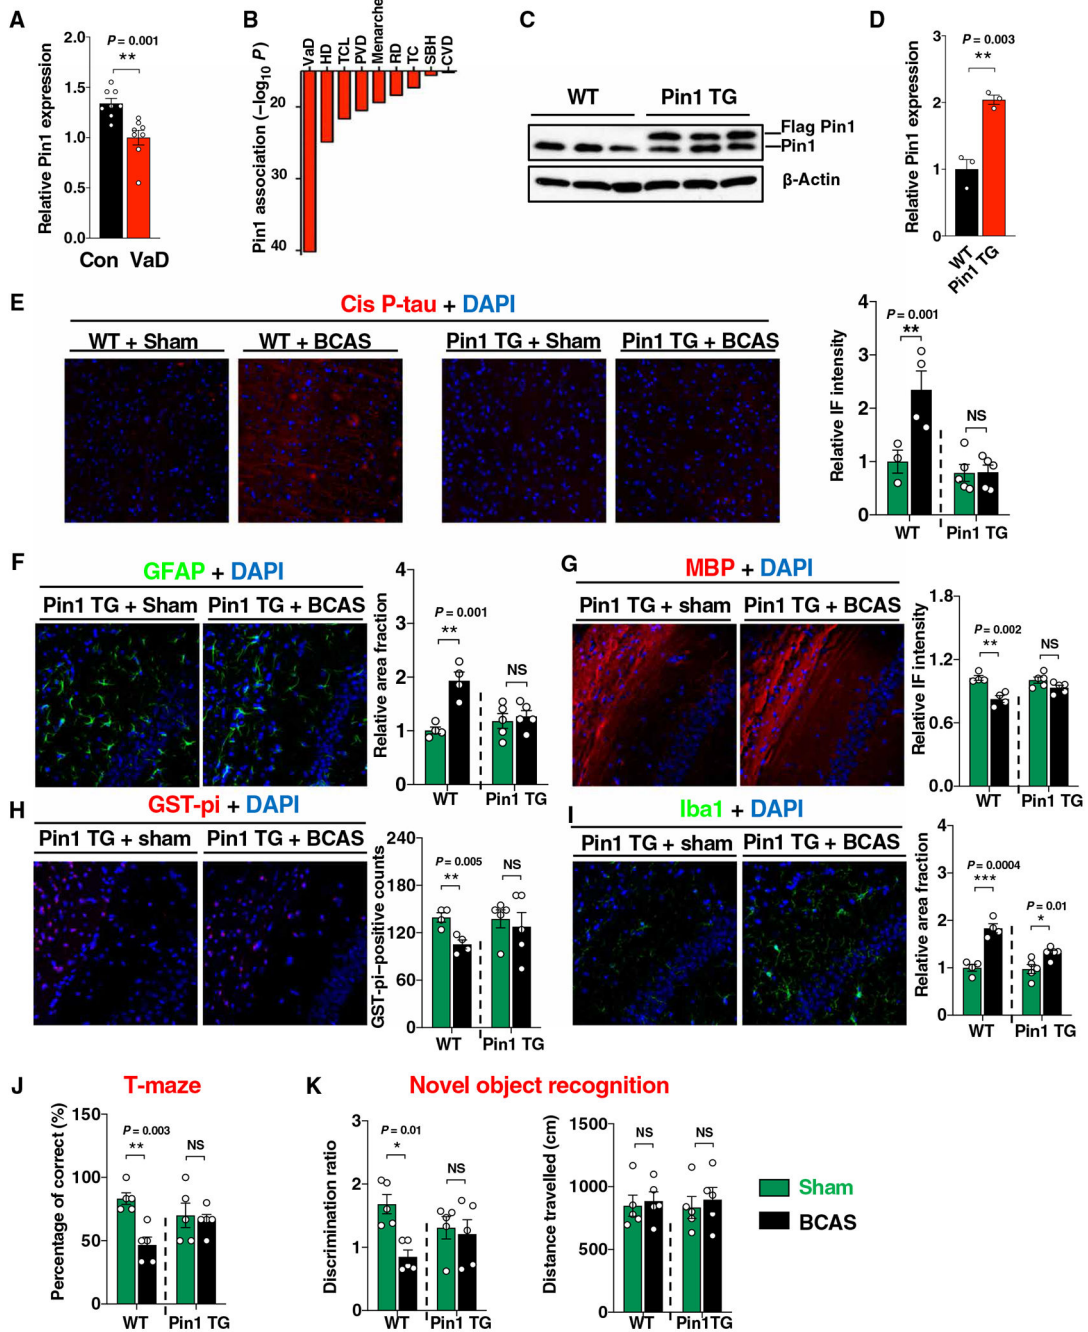 A
Relative Pin1 expression
2.0
1.5
1.0
0.5
0.0
P = 0.001
**
Con VaD
B
Pin1 association (−log10 P)
VaD
HD
TCL
PVD
Menarche
RD
TC
SBH
CVD
20
30
40
C
WT Pin1 TG
Flag Pin1
Pin1
β-Actin
D
Relative Pin1 expression
3
2
1
0
P = 0.003
**
WT
Pin1 TG
E
Cis P-tau + DAPI
WT + Sham WT + BCAS Pin1 TG + Sham Pin1 TG + BCAS
Relative IF intensity
4
3
2
1
0
P = 0.001
**
NS
WT Pin1 TG
F
GFAP + DAPI
Pin1 TG + Sham Pin1 TG + BCAS
Relative area fraction
4
3
2
1
0
P = 0.001
**
NS
WT Pin1 TG
G
MBP + DAPI
Pin1 TG + sham Pin1 TG + BCAS
Relative IF intensity
1.8
1.2
0.6
0.0
P = 0.002
**
NS
WT Pin1 TG
H
GST-pi + DAPI
Pin1 TG + sham Pin1 TG + BCAS
GST-pi–positive counts
240
180
120
60
0
P = 0.005
**
NS
WT Pin1 TG
I
Iba1 + DAPI
Pin1 TG + sham Pin1 TG + BCAS
Relative area fraction
4
3
2
1
0
P = 0.0004
***
P = 0.01
*
WT Pin1 TG
J
T-maze
Percentage of correct (%)
150
100
50
0
P = 0.003
**
NS
WT Pin1 TG
K
Novel object recognition
Discrimination ratio
3
2
1
0
P = 0.01
*
NS
WT Pin1 TG
Distance travelled (cm)
1500
1000
500
0
NS
NS
WT Pin1TG
Sham
BCAS